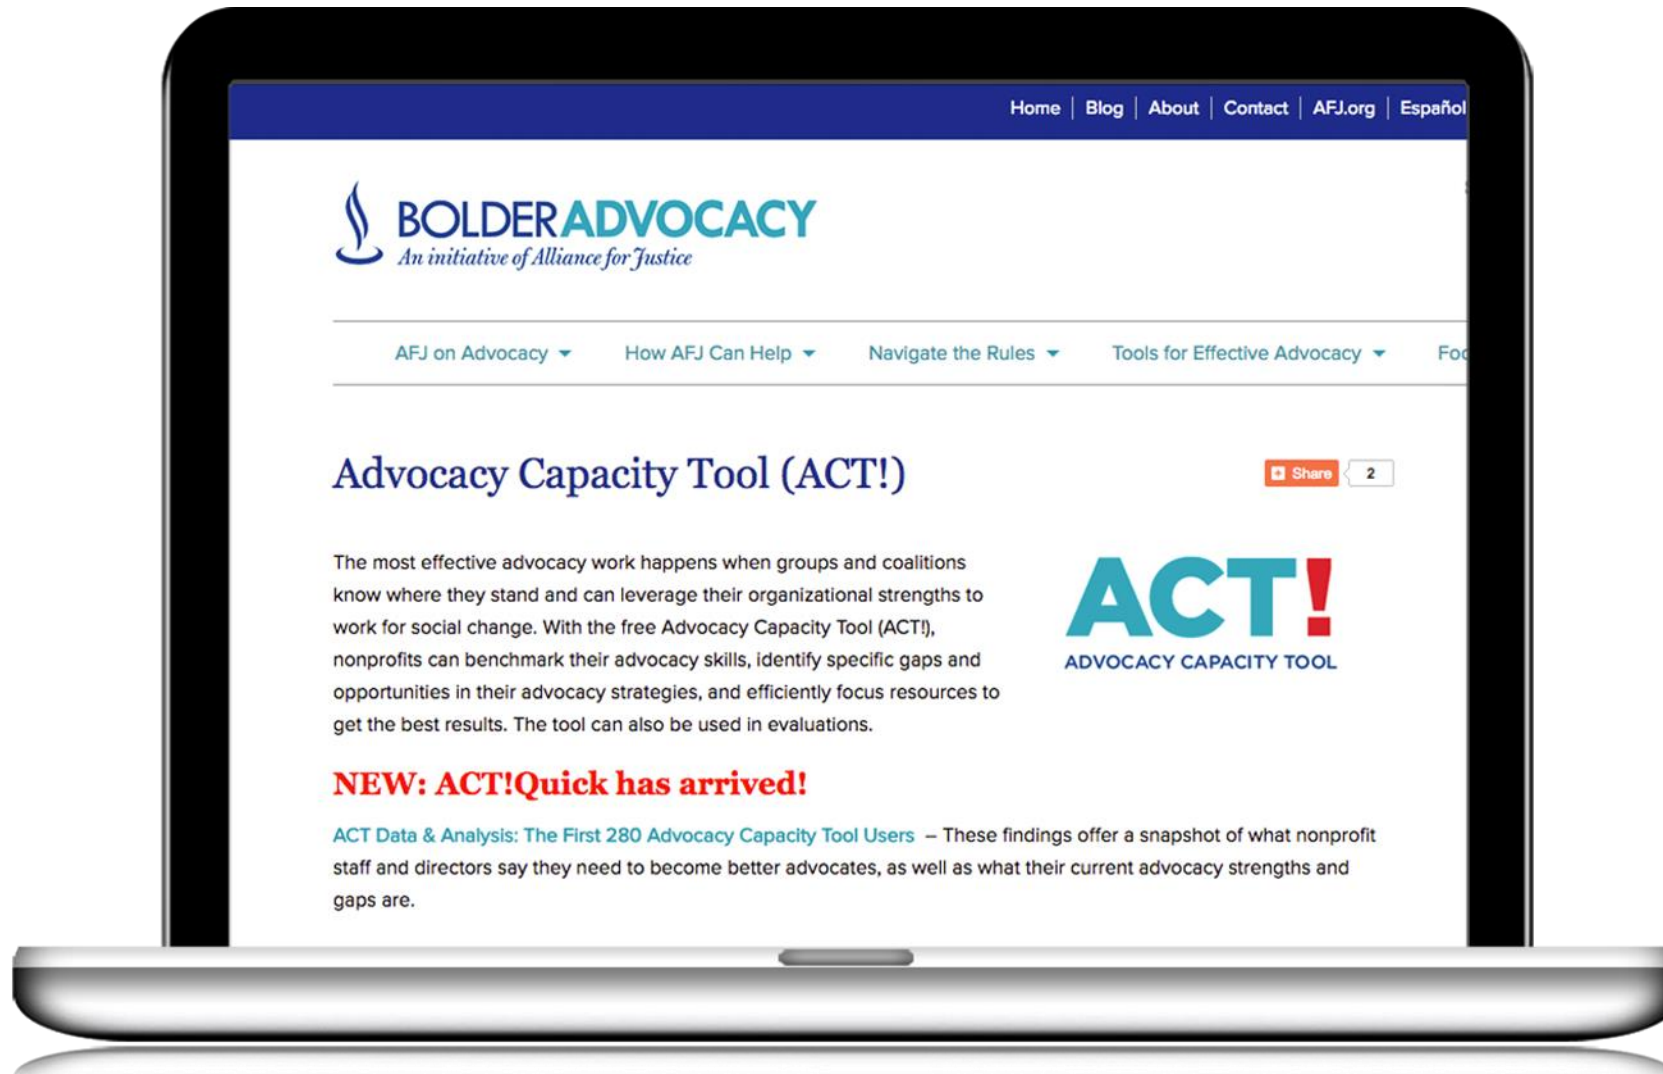 Home | Blog | About | Contact | AFJ.org | Español
BOLDERADVOCACY
An initiative of Alliance for Justice
AFJ on Advocacy How AFJ Can Help Navigate the Rules Tools for Effective Advocacy
Advocacy Capacity Tool (ACT!)
Share 2
The most effective advocacy work happens when groups and coalitions
know where they stand and can leverage their organizational strengths to
work for social change. With the free Advocacy Capacity Tool (ACT!),
nonprofits can benchmark their advocacy skills, identify specific gaps and
opportunities in their advocacy strategies, and efficiently focus resources to
get the best results. The tool can also be used in evaluations.
ACT!
ADVOCACY CAPACITY TOOL
NEW: ACT!Quick has arrived!
ACT Data & Analysis: The First 280 Advocacy Capacity Tool Users – These findings offer a snapshot of what nonprofit
staff and directors say they need to become better advocates, as well as what their current advocacy strengths and
gaps are.